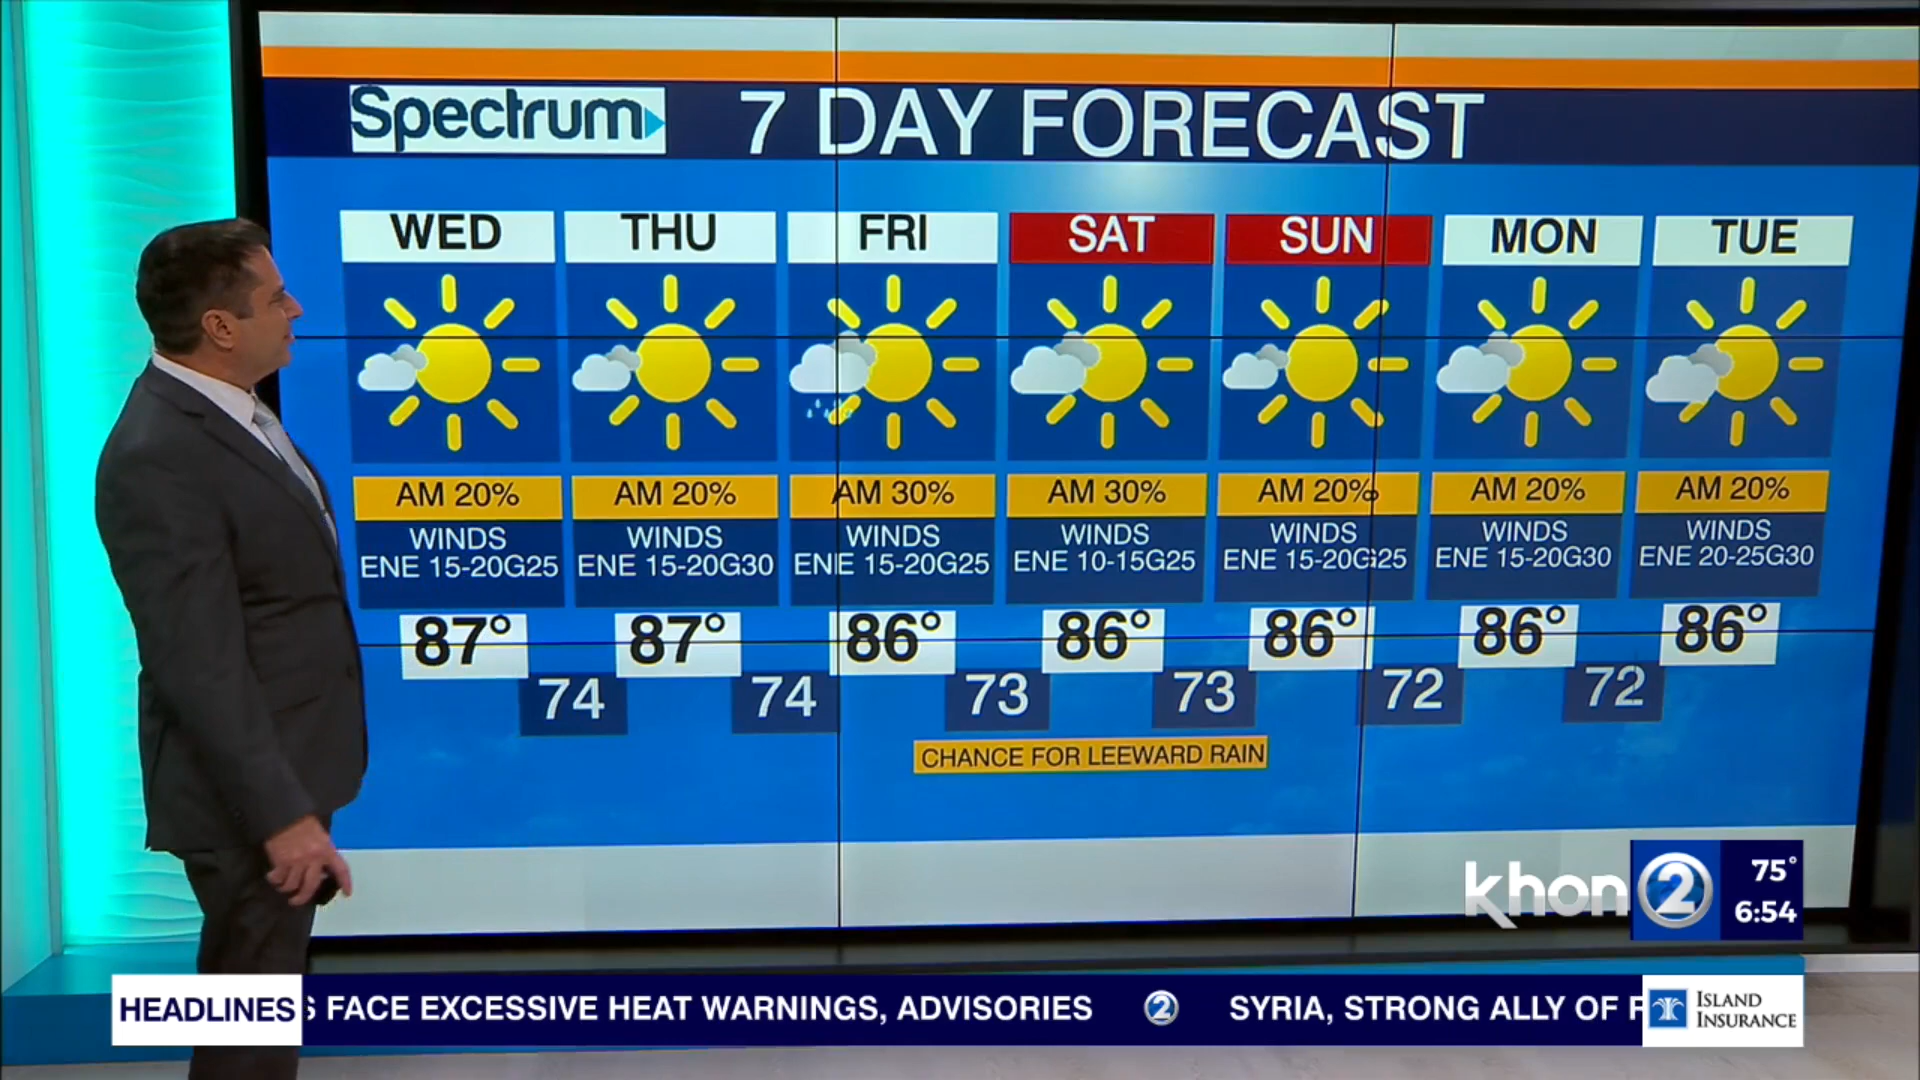 Spectrum
7 DAY FORECAST
WED THU FRI SAT SUN MON TUE
AM 20% AM 20% AM 30% AM 30% AM 20% AM 20% AM 20%
WINDS WINDS WINDS WINDS WINDS WINDS WINDS
ENE 15-20G25 ENE 15-20G30 ENE 15-20G25 ENE 10-15G25 ENE 15-20G25 ENE 15-20G30 ENE 20-25G30
87° 87° 86° 86° 86° 86° 86°
74 74 73 73 72 72
CHANCE FOR LEEWARD RAIN
khon 2
75°
6:54
HEADLINES
S FACE EXCESSIVE HEAT WARNINGS, ADVISORIES 2 SYRIA, STRONG ALLY OF
ISLAND
INSURANCE